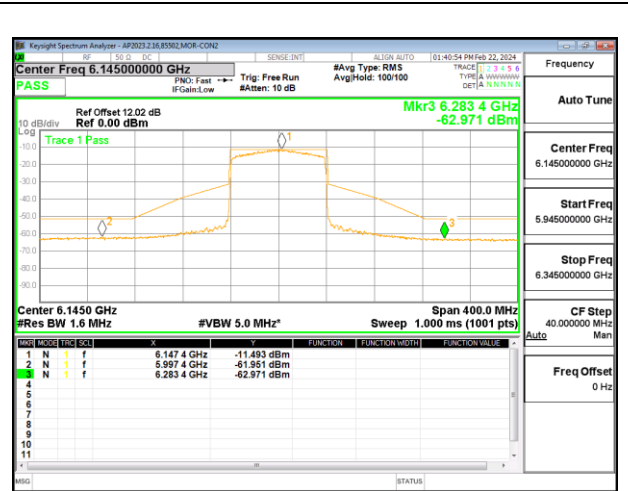 Keysight Spectrum Analyzer - AP2023.2.16,85502,MOR-CON2
RF 50 Ω DC SENSE:INT ALIGN AUTO 01:40:54 PM Feb 22, 2024
Center Freq 6.145000000 GHz #Avg Type: RMS TRACE 1 2 3 4 5 6
PNO: Fast Trig: Free Run Avg|Hold: 100/100 TYPE A WWWWW
PASS IFGain:Low #Atten: 10 dB DET A N N N N N
Frequency
Auto Tune
Ref Offset 12.02 dB Mkr3 6.283 4 GHz
10 dB/div Ref 0.00 dBm -62.971 dBm
Log
Trace 1 Pass
1
2
3
-10.0
-20.0
-30.0
-40.0
-50.0
-60.0
-70.0
-80.0
-90.0
Center 6.1450 GHz Span 400.0 MHz
#Res BW 1.6 MHz #VBW 5.0 MHz* Sweep 1.000 ms (1001 pts)
Center Freq
6.145000000 GHz
Start Freq
5.945000000 GHz
Stop Freq
6.345000000 GHz
CF Step
40.000000 MHz
Auto Man
Freq Offset
0 Hz
MKR MODE TRC SCL X Y FUNCTION FUNCTION WIDTH FUNCTION VALUE
1 N 1 f 6.147 4 GHz -11.493 dBm
2 N 1 f 5.997 4 GHz -61.951 dBm
3 N 1 f 6.283 4 GHz -62.971 dBm
4
5
6
7
8
9
10
11
MSG STATUS